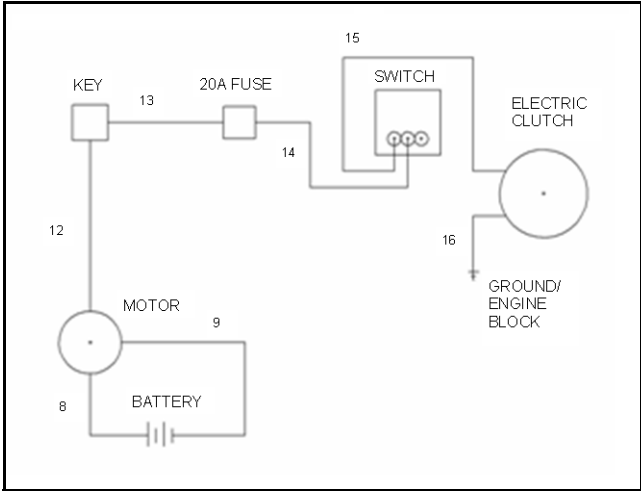 15
KEY
13
20A FUSE
SWITCH
ELECTRIC
CLUTCH
14
12
16
GROUND/
ENGINE
BLOCK
MOTOR
9
8
BATTERY